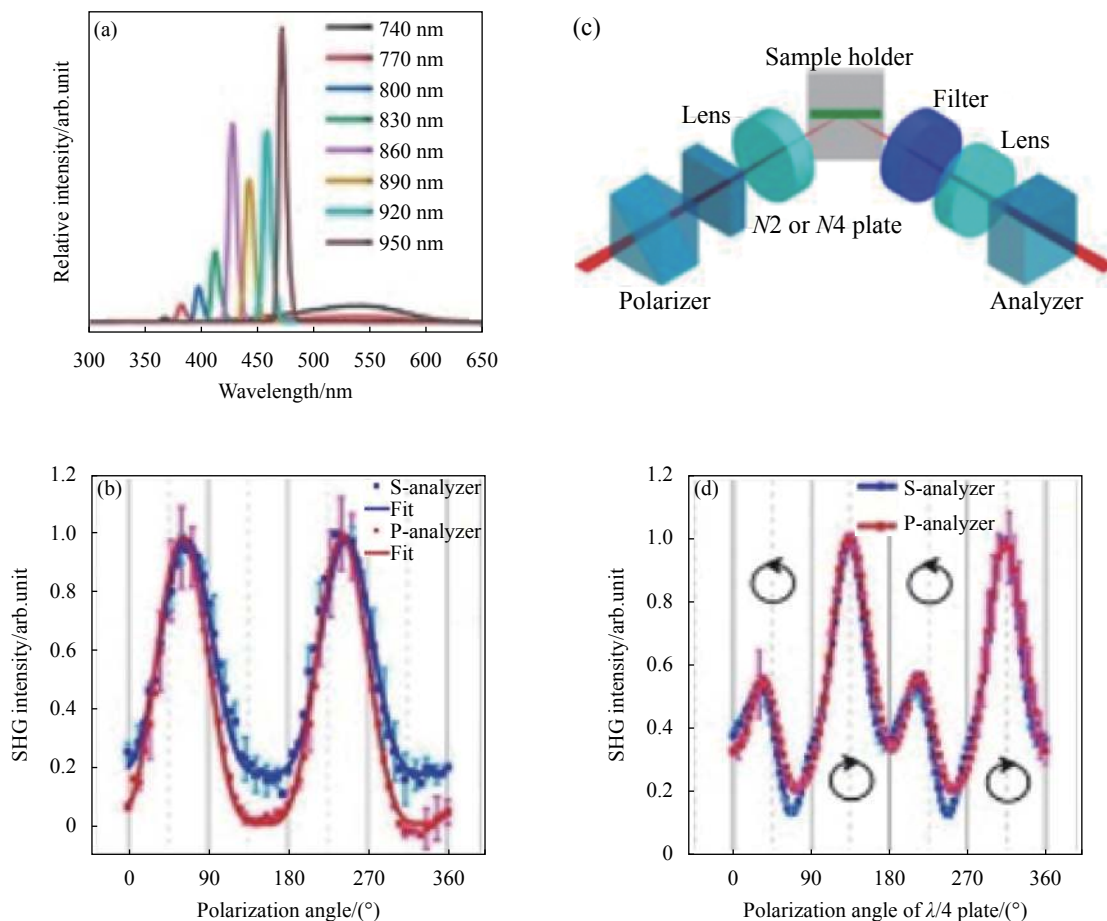 (a)
740 nm
770 nm
800 nm
830 nm
860 nm
890 nm
920 nm
950 nm
Relative intensity/arb.unit
300 350 400 450 500 550 600 650
Wavelength/nm
(c)
Sample holder
Lens
Filter
Lens
N2 or N4 plate
Polarizer
Analyzer
(b)
S-analyzer
Fit
P-analyzer
Fit
1.2
1.0
0.8
0.6
0.4
0.2
0
SHG intensity/arb.unit
0 90 180 270 360
Polarization angle/(°)
(d)
S-analyzer
P-analyzer
1.2
1.0
0.8
0.6
0.4
0.2
0
SHG intensity/arb.unit
0 90 180 270 360
Polarization angle of λ/4 plate/(°)